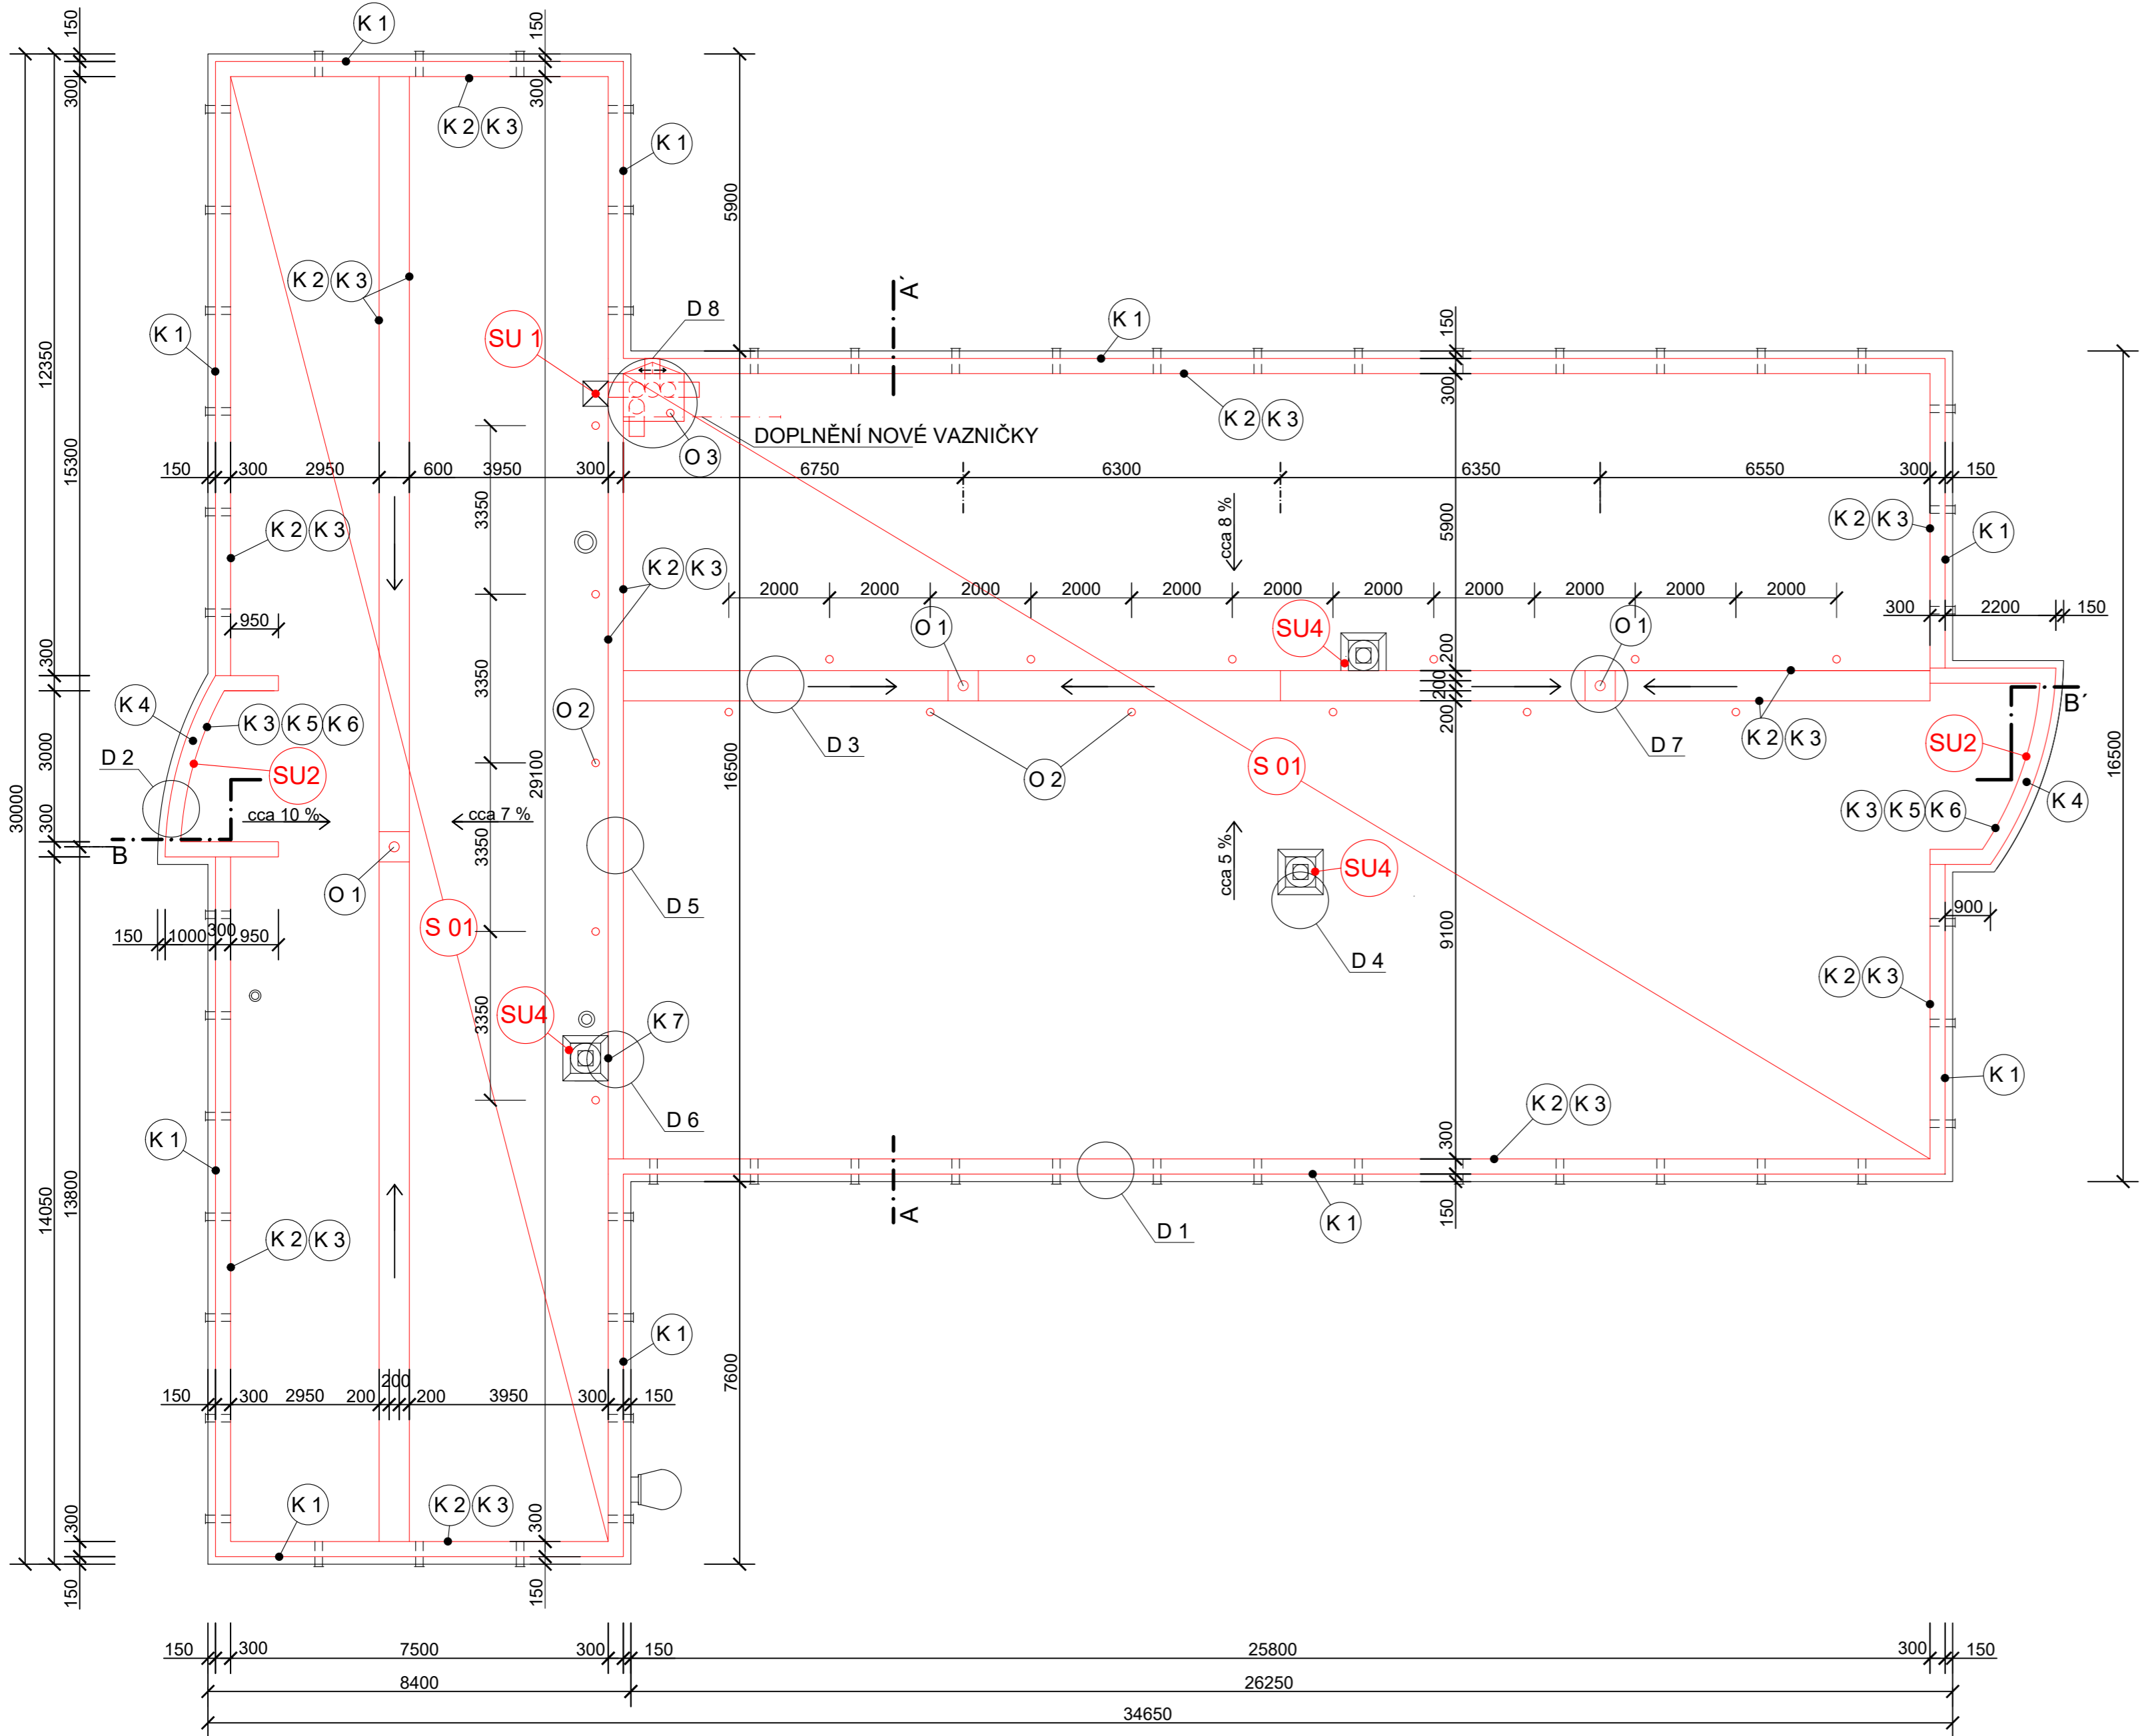 150
K 1
150
300
300
K 2 K 3
K 1
5900
K 2 K 3
A´
D 8
K 1
SU 1
K 1
150
12350
300
K 2 K 3
DOPLNĚNÍ NOVÉ VAZNIČKY
O 3
15300
150 300 2950 600 3950 300 6750 6300 6350 6550 300 150
33550
cca 8 %
5900
K 2 K 3
K 2 K 3
K 1
K 2 K 3
2000 2000 2000 2000 2000 2000 2000 2000 2000 2000 2000
950
O 1
SU4
O 1
300 2200 150
300
33550
200
200
200
200
K 4
K 3 K 5 K 6
O 2
D 3
O 2
D 7
K 2 K 3
B´
3000
D 2
SU2
S 01
SU2
30000
29100
16500
16500
K 4
300
cca 10 %
cca 7 %
33550
cca 5 %
K 3 K 5 K 6
B
O 1
SU4
D 5
S 01
900
150 1000 300 950
9100
D 4
K 2 K 3
33550
SU4
K 7
K 1
D 6
K 2 K 3
K 1
300
14050
13800
150
A
D 1
K 1
K 2 K 3
K 1
7600
150 300 2950 200 200 200 3950 300 150
K 1
K 2 K 3
300
300
150
150
150 300 7500 300 150 25800 300 150
8400 26250
34650